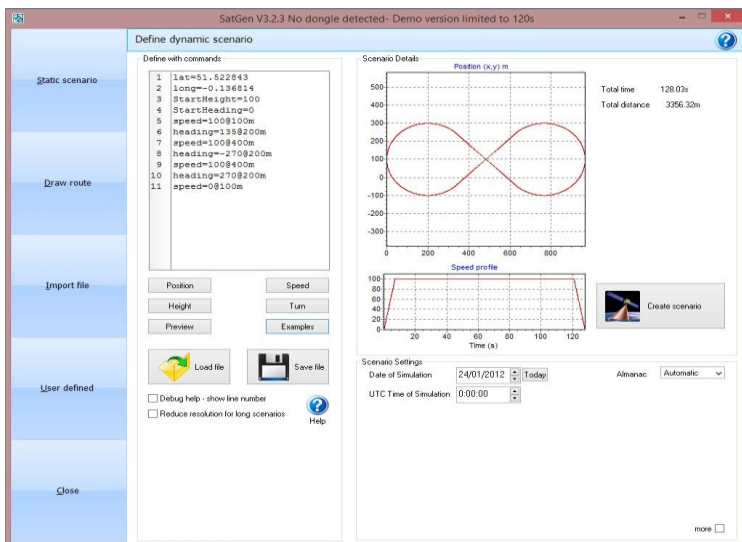 SatGen V3.2.3 No dongle detected- Demo version limited to 120s
Define dynamic scenario
Static scenario
Draw route
Import file
User defined
Close
Define with commands
1 lat=51.522843
2 long=-0.136814
3 StartHeight=100
4 StartHeading=0
5 speed=100@100m
6 heading=135@200m
7 speed=100@400m
8 heading=-270@200m
9 speed=100@400m
10 heading=270@200m
11 speed=0@100m
Position Speed
Height Turn
Preview Examples
Load file Save file
Debug help - show line number
Reduce resolution for long scenarios
Help
Scenario Details
Position (x,y) m
500
400
300
200
100
0
-100
-200
-300
0 200 400 600 800
Total time 128.03s
Total distance 3356.32m
Speed profile
100
80
60
40
20
0
20 40 60 80 100 120
Time (s)
Create scenario
Scenario Settings
Date of Simulation 24/01/2012 Today
Almanac Automatic
UTC Time of Simulation 0:00:00
more